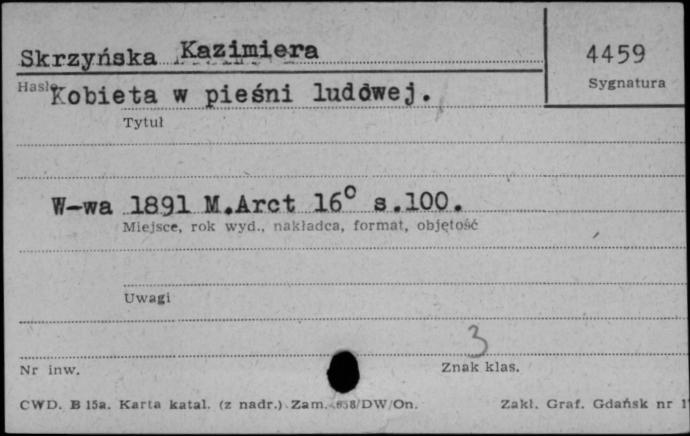 Skrzyńska Kazimiera
4459
Sygnatura
Hasło
Kobieta w pieśni ludowej.
Tytuł
W-wa 1891 M.Arct 16° s.100.
Miejsce, rok wyd., nakładca, format, objętość
Uwagi
3
Nr inw.
Znak klas.
CWD. B 15a. Karta katal. (z nadr.) Zam. 658/DW/On.
Zakł. Graf. Gdańsk nr